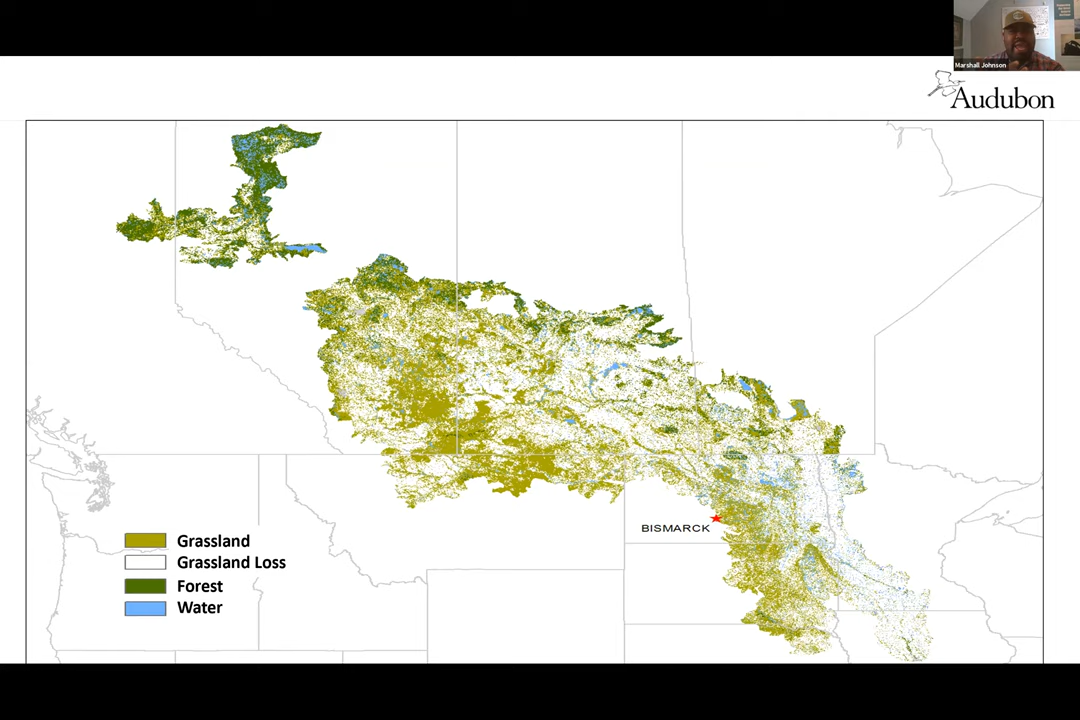 Marshall Johnson
Audubon
BISMARCK
Grassland
Grassland Loss
Forest
Water